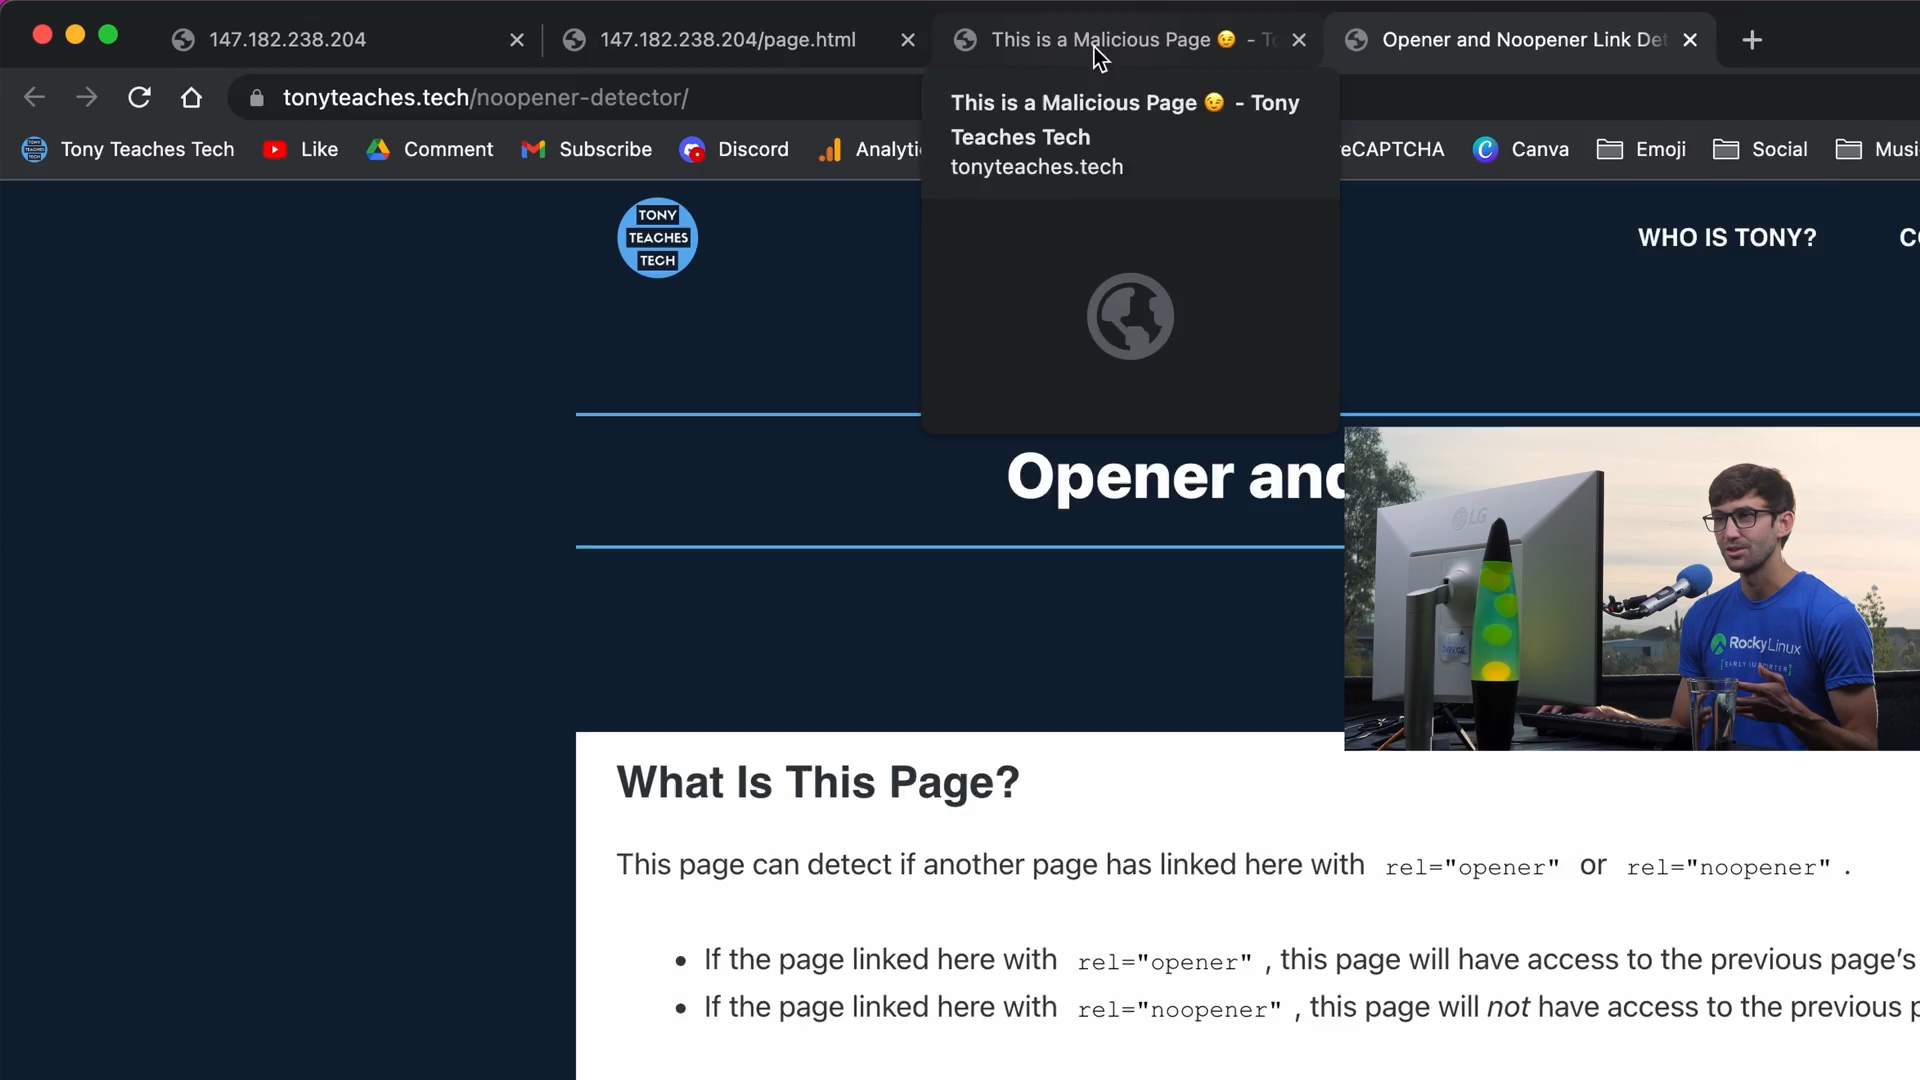 147.182.238.204
147.182.238.204/page.html
This is a Malicious Page 😉 - To
Opener and Noopener Link Det
tonyteaches.tech/noopener-detector/
This is a Malicious Page 😉 - Tony
Teaches Tech
tonyteaches.tech
Tony Teaches Tech
Like
Comment
Subscribe
Discord
Analyti
eCAPTCHA
Canva
Emoji
Social
Musi
TONY
TEACHES
TECH
WHO IS TONY?
Opener and
LG
RockyLinux
[EARLY SUPPORTER]
What Is This Page?
This page can detect if another page has linked here with rel="opener" or rel="noopener" .
• If the page linked here with rel="opener" , this page will have access to the previous page’s
• If the page linked here with rel="noopener" , this page will not have access to the previous p